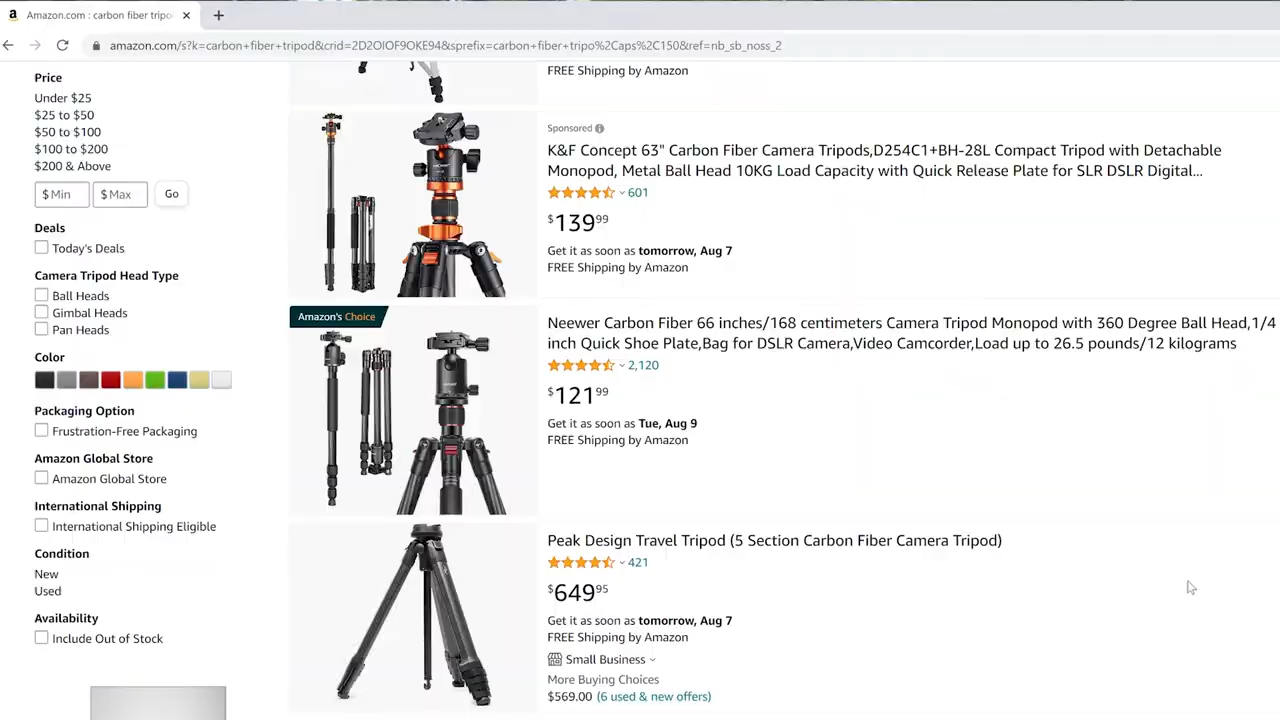 Amazon.com : carbon fiber tripo
amazon.com/s?k=carbon+fiber+tripod&crid=2D2OIOF9OKE94&sprefix=carbon+fiber+tripo%2Caps%2C150&ref=nb_sb_noss_2
Price
Under $25
$25 to $50
$50 to $100
$100 to $200
$200 & Above
$ Min $ Max Go
Deals
Today's Deals
Camera Tripod Head Type
Ball Heads
Gimbal Heads
Pan Heads
Color
Packaging Option
Frustration-Free Packaging
Amazon Global Store
Amazon Global Store
International Shipping
International Shipping Eligible
Condition
New
Used
Availability
Include Out of Stock
FREE Shipping by Amazon
Sponsored
K&F Concept 63" Carbon Fiber Camera Tripods,D254C1+BH-28L Compact Tripod with Detachable
Monopod, Metal Ball Head 10KG Load Capacity with Quick Release Plate for SLR DSLR Digital...
601
$139 99
Get it as soon as tomorrow, Aug 7
FREE Shipping by Amazon
Amazon's Choice
Neewer Carbon Fiber 66 inches/168 centimeters Camera Tripod Monopod with 360 Degree Ball Head,1/4
inch Quick Shoe Plate,Bag for DSLR Camera,Video Camcorder,Load up to 26.5 pounds/12 kilograms
2,120
$121 99
Get it as soon as Tue, Aug 9
FREE Shipping by Amazon
Peak Design Travel Tripod (5 Section Carbon Fiber Camera Tripod)
421
$649 95
Get it as soon as tomorrow, Aug 7
FREE Shipping by Amazon
Small Business
More Buying Choices
$569.00 (6 used & new offers)